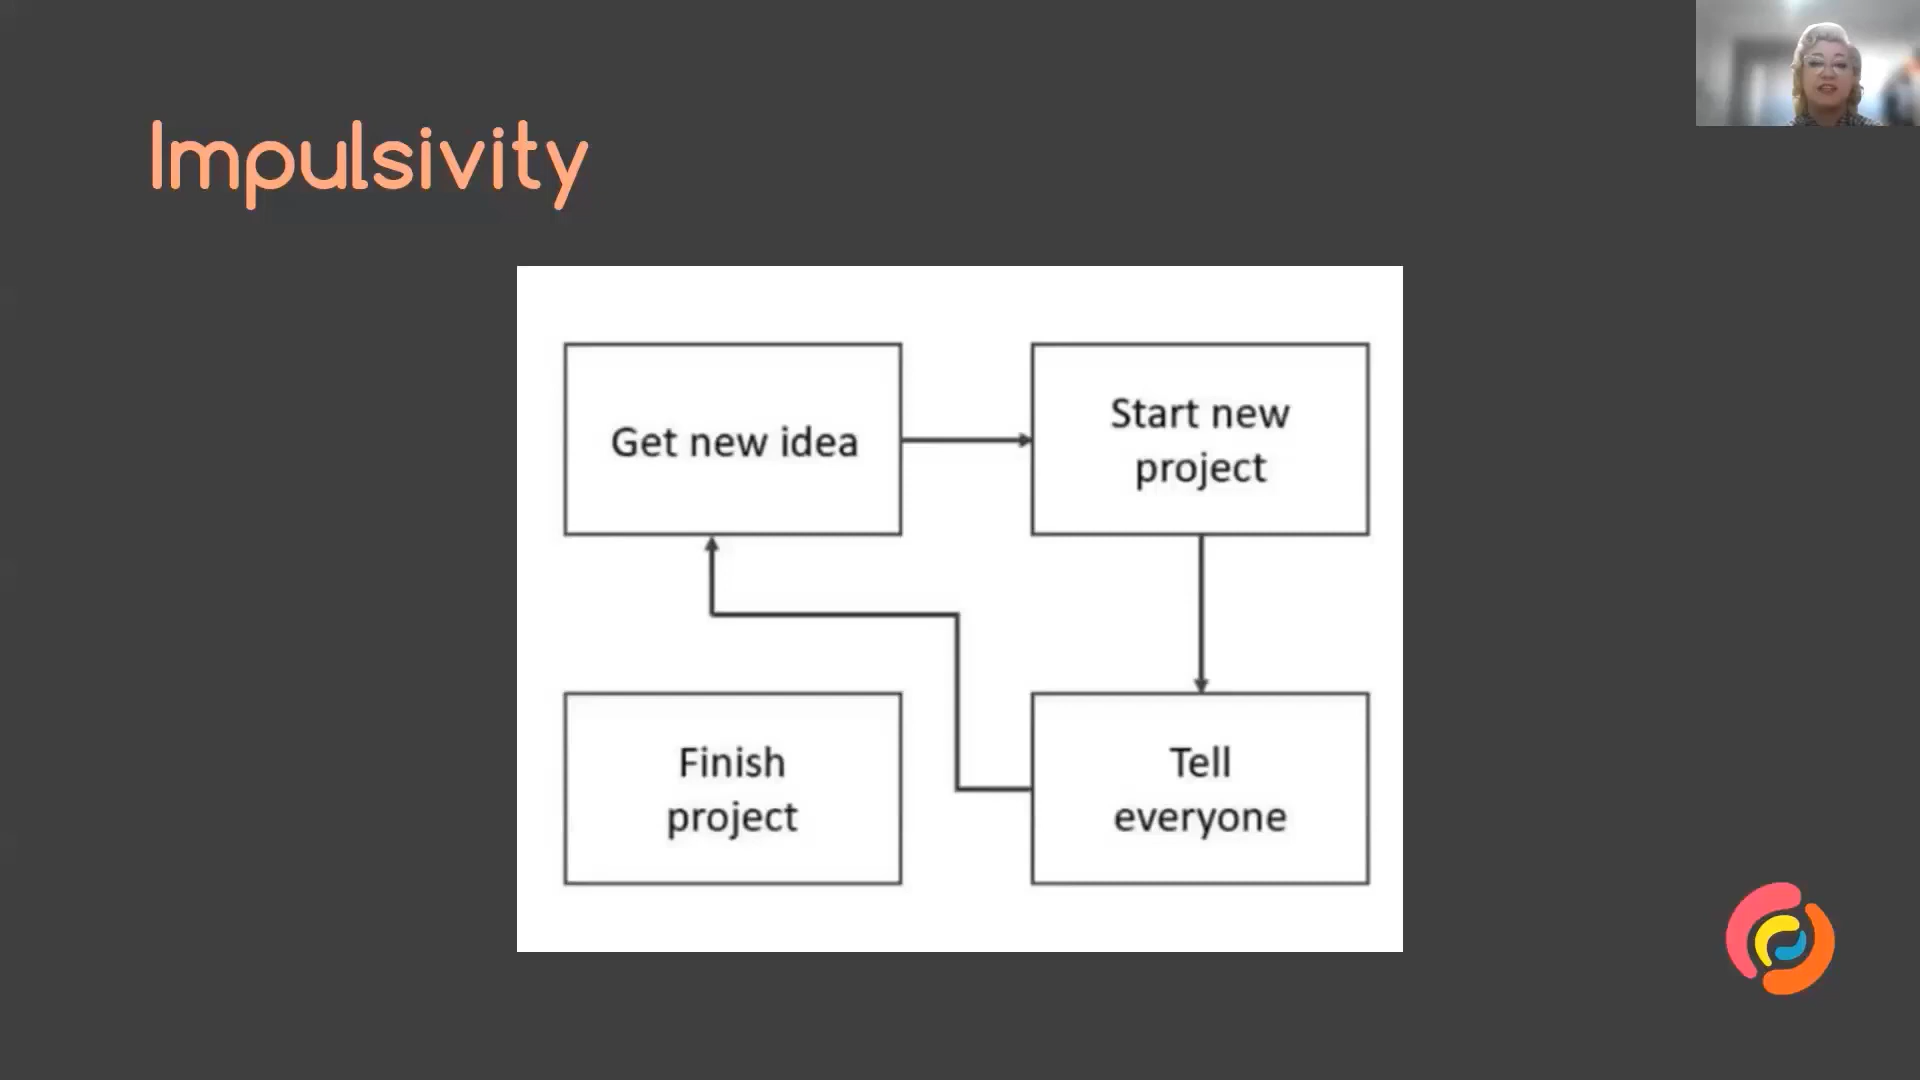 Impulsivity
Get new idea
Start new
project
Finish
project
Tell
everyone